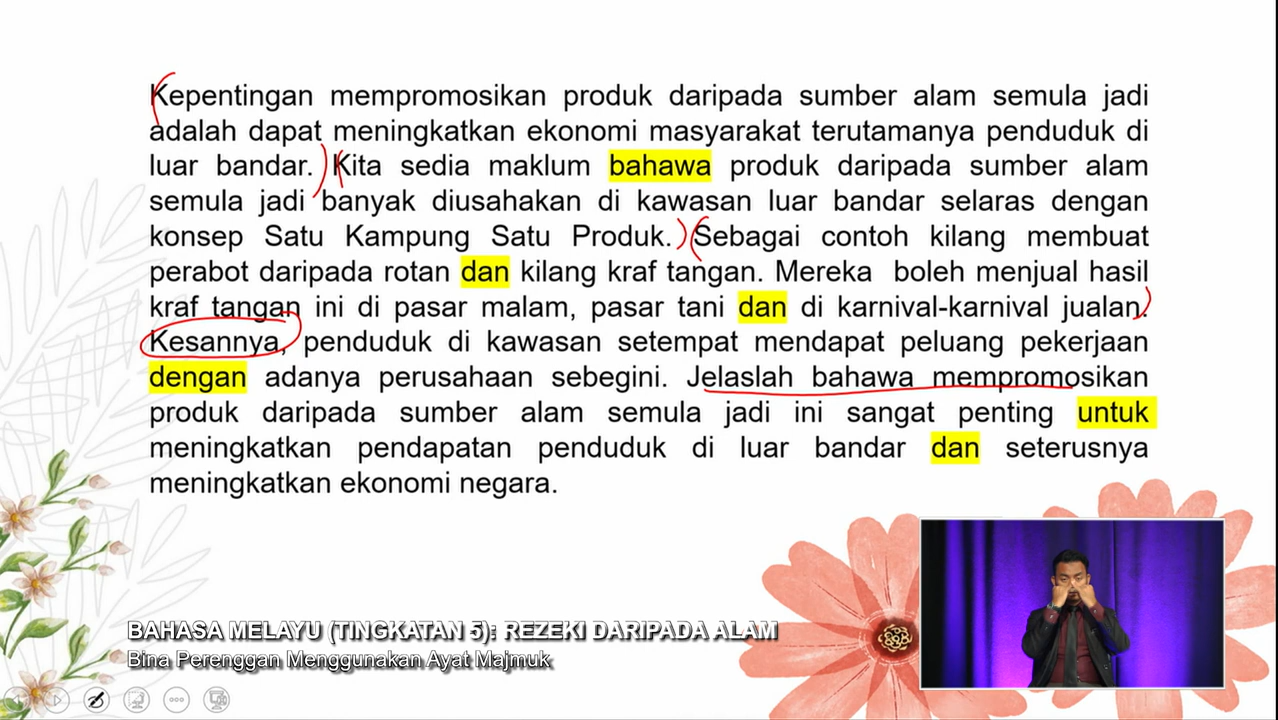 Kepentingan mempromosikan produk daripada sumber alam semula jadi
adalah dapat meningkatkan ekonomi masyarakat terutamanya penduduk di
luar bandar. Kita sedia maklum bahawa produk daripada sumber alam
semula jadi banyak diusahakan di kawasan luar bandar selaras dengan
konsep Satu Kampung Satu Produk. Sebagai contoh kilang membuat
perabot daripada rotan dan kilang kraf tangan. Mereka boleh menjual hasil
kraf tangan ini di pasar malam, pasar tani dan di karnival-karnival jualan.
Kesannya, penduduk di kawasan setempat mendapat peluang pekerjaan
dengan adanya perusahaan sebegini. Jelaslah bahawa mempromosikan
produk daripada sumber alam semula jadi ini sangat penting untuk
meningkatkan pendapatan penduduk di luar bandar dan seterusnya
meningkatkan ekonomi negara.
BAHASA MELAYU (TINGKATAN 5): REZEKI DARIPADA ALAM
Bina Perenggan Menggunakan Ayat Majmuk